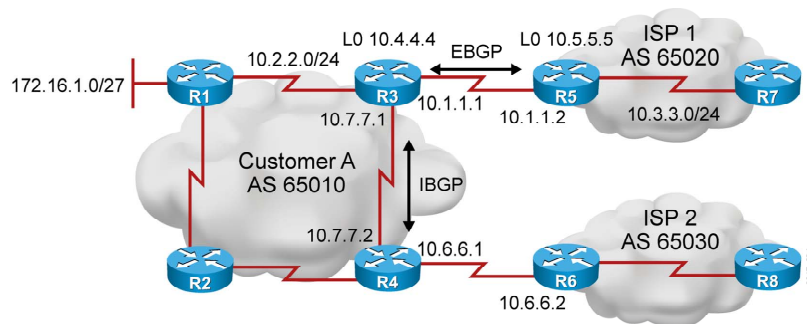 L0 10.4.4.4
EBGP
L0 10.5.5.5
ISP 1
AS 65020
10.2.2.0/24
172.16.1.0/27
R1
R3
10.1.1.1
R5
R7
10.7.7.1
10.1.1.2
10.3.3.0/24
Customer A
AS 65010
IBGP
ISP 2
AS 65030
10.7.7.2
10.6.6.1
R2
R4
R6
R8
10.6.6.2